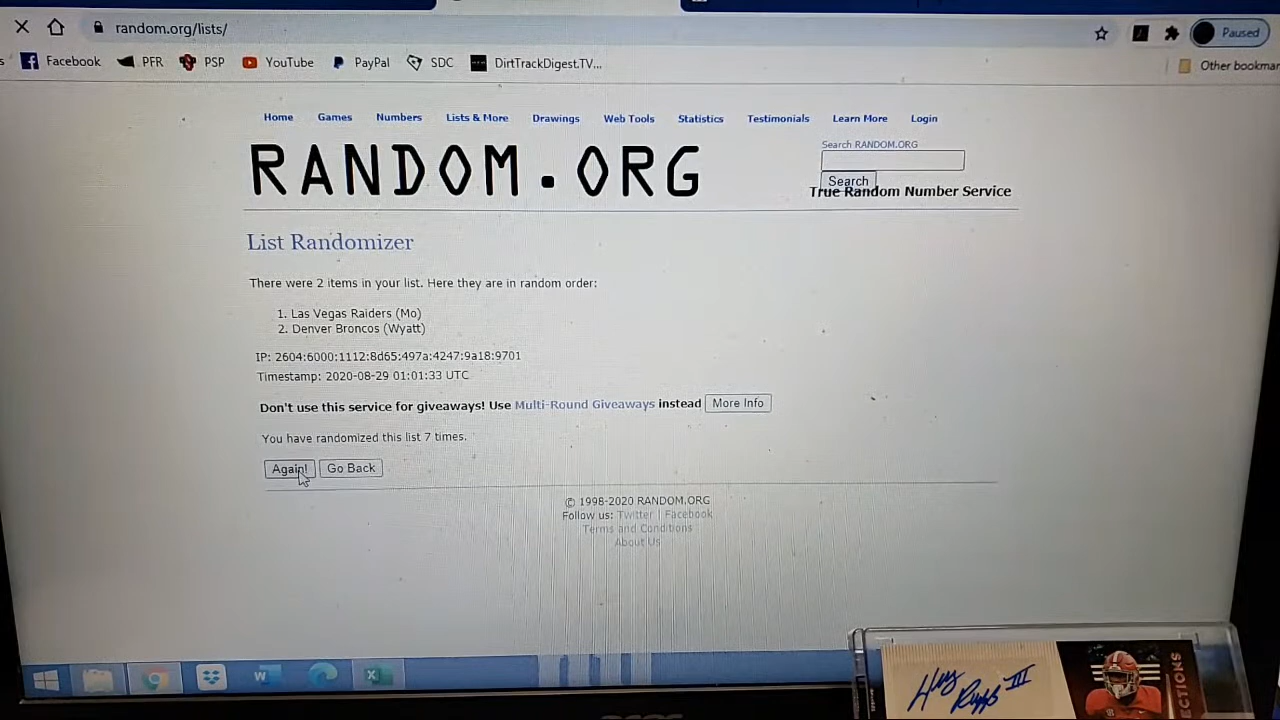 random.org/lists/
Paused
s Facebook PFR PSP YouTube PayPal SDC DirtTrackDigest.TV... Other bookmar
Home Games Numbers Lists & More Drawings Web Tools Statistics Testimonials Learn More Login
Search RANDOM.ORG
RANDOM.ORG
Search
True Random Number Service
List Randomizer
There were 2 items in your list. Here they are in random order:
1. Las Vegas Raiders (Mo)
2. Denver Broncos (Wyatt)
IP: 2604:6000:1112:8d65:497a:4247:9a18:9701
Timestamp: 2020-08-29 01:01:33 UTC
Don't use this service for giveaways! Use Multi-Round Giveaways instead More Info
You have randomized this list 7 times.
Again! Go Back
© 1998-2020 RANDOM.ORG
Follow us: Twitter | Facebook
Terms and Conditions
About Us
ECTIONS